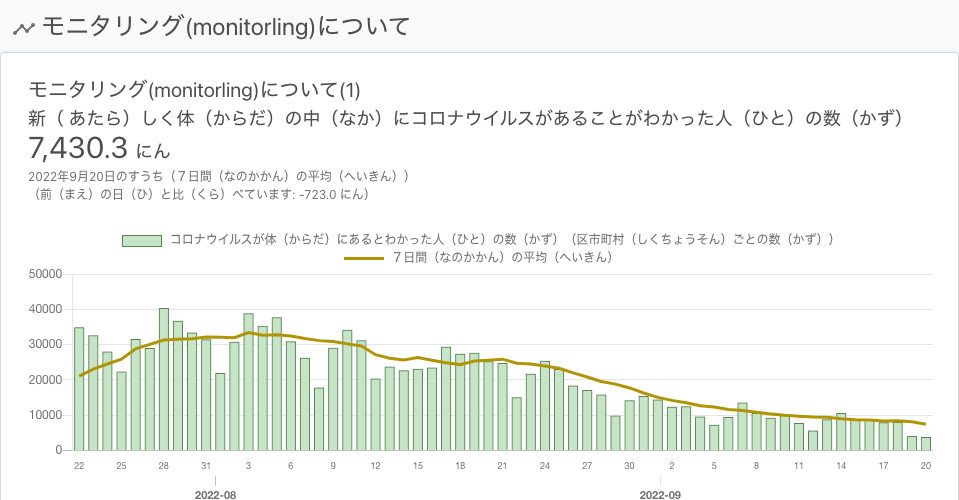 モニタリング(monitorling)について
モニタリング(monitorling)について(1)
新（ あたら）しく体（からだ）の中（なか）にコロナウイルスがあることがわかった人（ひと）の数（かず）
7,430.3 にん
2022年9月20日のすうち（７日間（なのかかん）の平均（へいきん））
（前（まえ）の日（ひ）と比（くら）べています: -723.0 にん）
コロナウイルスが体（からだ）にあるとわかった人（ひと）の数（かず）（区市町村（しくちょうそん）ごとの数（かず））
７日間（なのかかん）の平均（へいきん）
50000
40000
30000
20000
10000
0
22 25 28 31 3 6 9 12 15 18 21 24 27 30 2 5 8 11 14 17 20
2022-08 2022-09